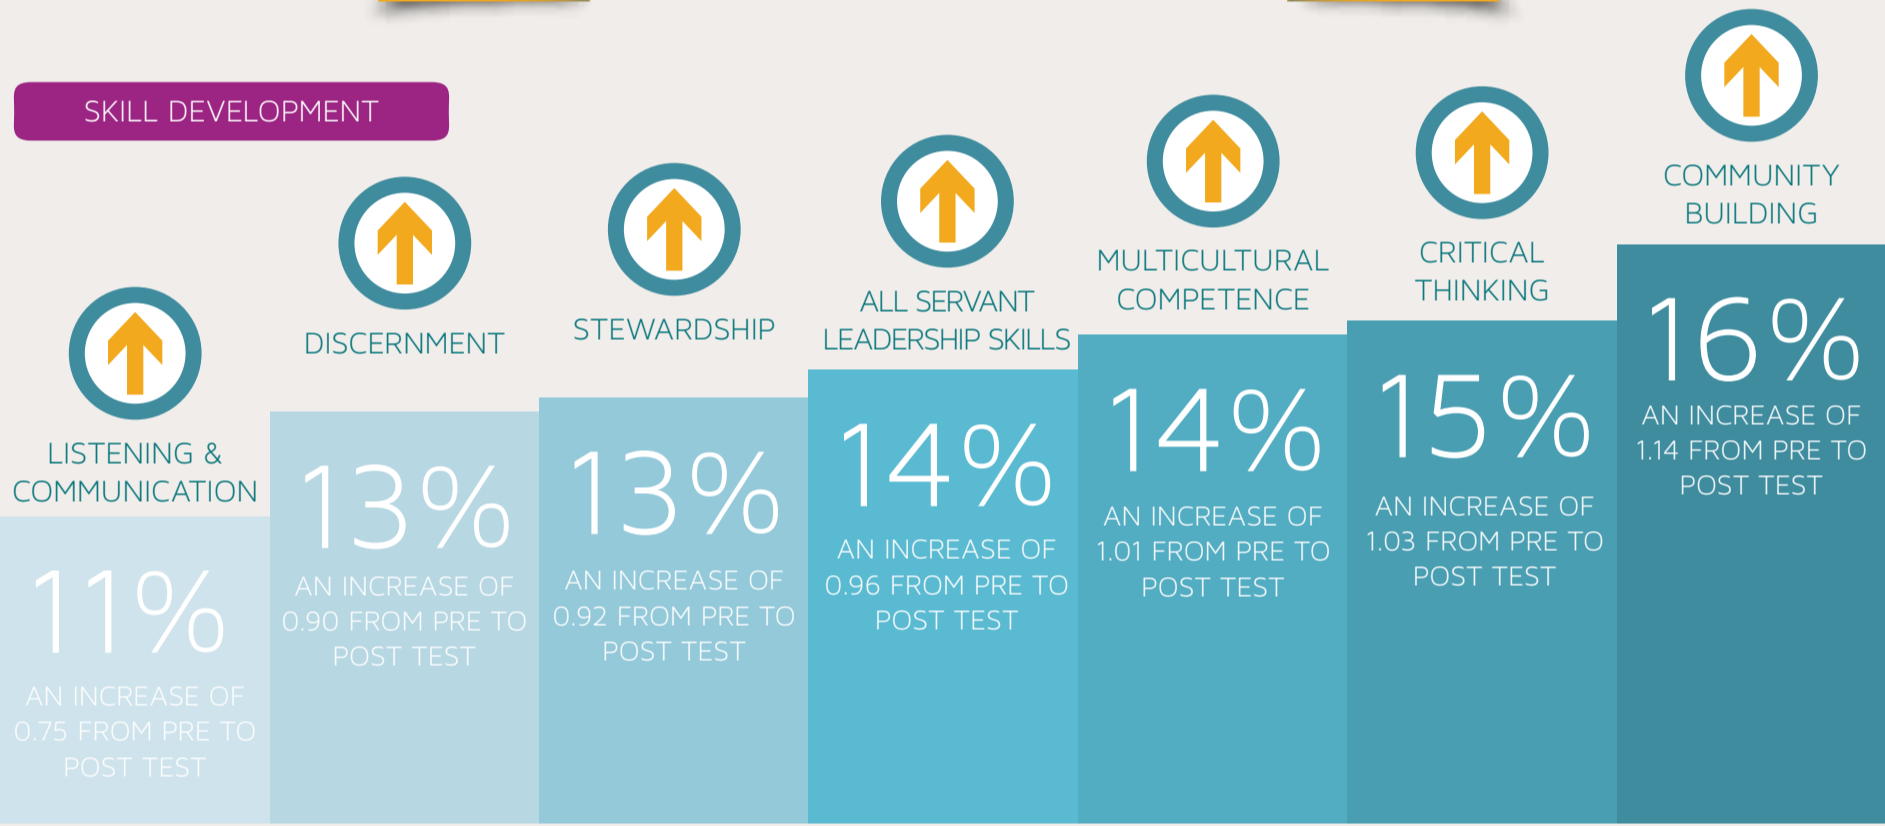 SKILL DEVELOPMENT
LISTENING &
COMMUNICATION
11%
AN INCREASE OF
0.75 FROM PRE TO
POST TEST
DISCERNMENT
13%
AN INCREASE OF
0.90 FROM PRE TO
POST TEST
STEWARDSHIP
13%
AN INCREASE OF
0.92 FROM PRE TO
POST TEST
ALL SERVANT
LEADERSHIP SKILLS
14%
AN INCREASE OF
0.96 FROM PRE TO
POST TEST
MULTICULTURAL
COMPETENCE
14%
AN INCREASE OF
1.01 FROM PRE TO
POST TEST
CRITICAL
THINKING
15%
AN INCREASE OF
1.03 FROM PRE TO
POST TEST
COMMUNITY
BUILDING
16%
AN INCREASE OF
1.14 FROM PRE TO
POST TEST